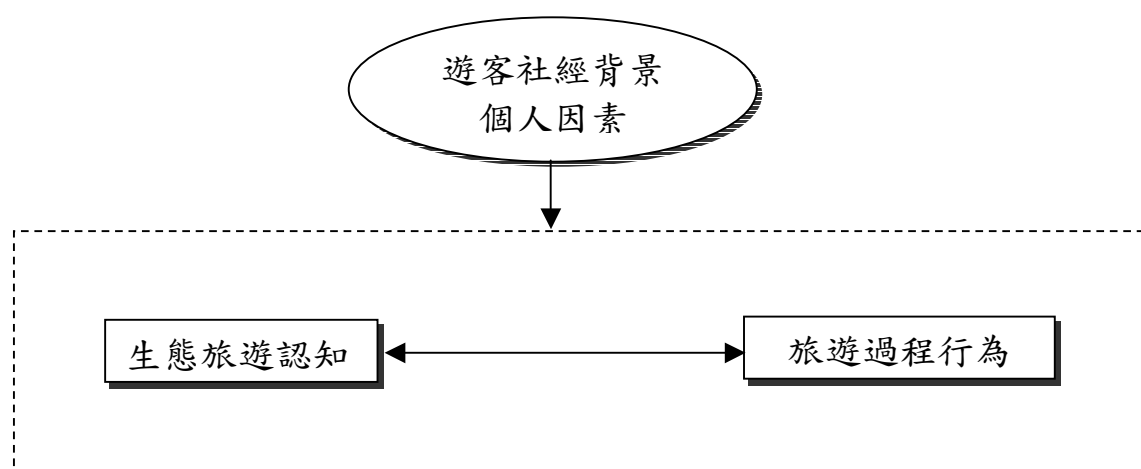 遊客社經背景
個人因素
生態旅遊認知
旅遊過程行為